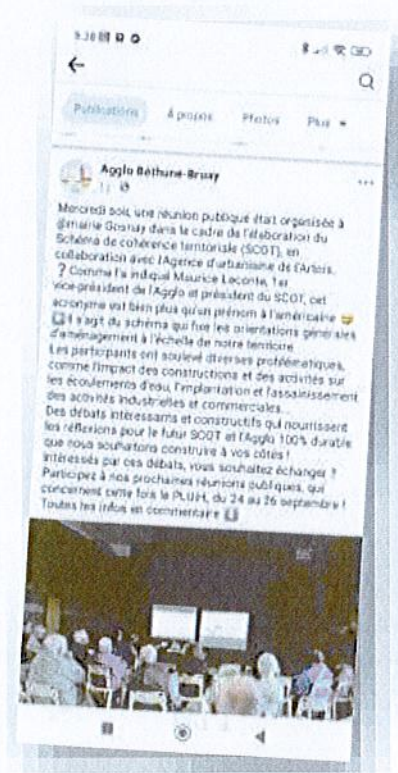 9:38
Publications À propos Photos Plus
Agglo Béthune-Bruay
1 j
Mercredi soir, une réunion publique était organisée à
@mairie Gosnay dans le cadre de l'élaboration du
Schéma de cohérence territoriale (SCOT), en
collaboration avec l'Agence d'urbanisme de l'Artois.
? Comme l'a indiqué Maurice Leconte, 1er
vice-président de l'Agglo et président du SCOT, cet
acronyme est bien plus qu'un prénom à l'américaine
Il s'agit du schéma qui fixe les orientations générales
d'aménagement à l'échelle de notre territoire.
Les participants ont soulevé diverses problématiques,
comme l'impact des constructions et des activités sur
les écoulements d'eau, l'implantation et l'assainissement
des activités industrielles et commerciales...
Des débats intéressants et constructifs qui nourrissent
les réflexions pour le futur SCOT et l'Agglo 100% durable
que nous souhaitons construire à vos côtés !
Intéressés par ces débats, vous souhaitez échanger ?
Participez à nos prochaines réunions publiques, qui
concernent cette fois le PLUiH, du 24 au 26 septembre !
Toutes les infos en commentaire